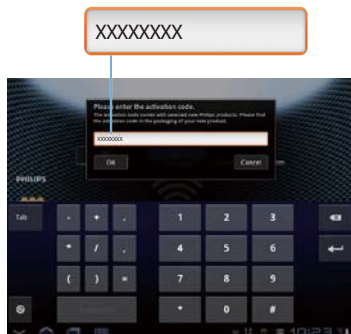 XXXXXXXX
Please enter the activation code.
The activation code comes with selected new Philips products. Please find
the activation code in the packaging of your new product.
XXXXXXXX
OK
Cancel
PHILIPS
Tab
- + . 1 2 3
* / , 4 5 6
( ) = 7 8 9
* 0 #
10:23